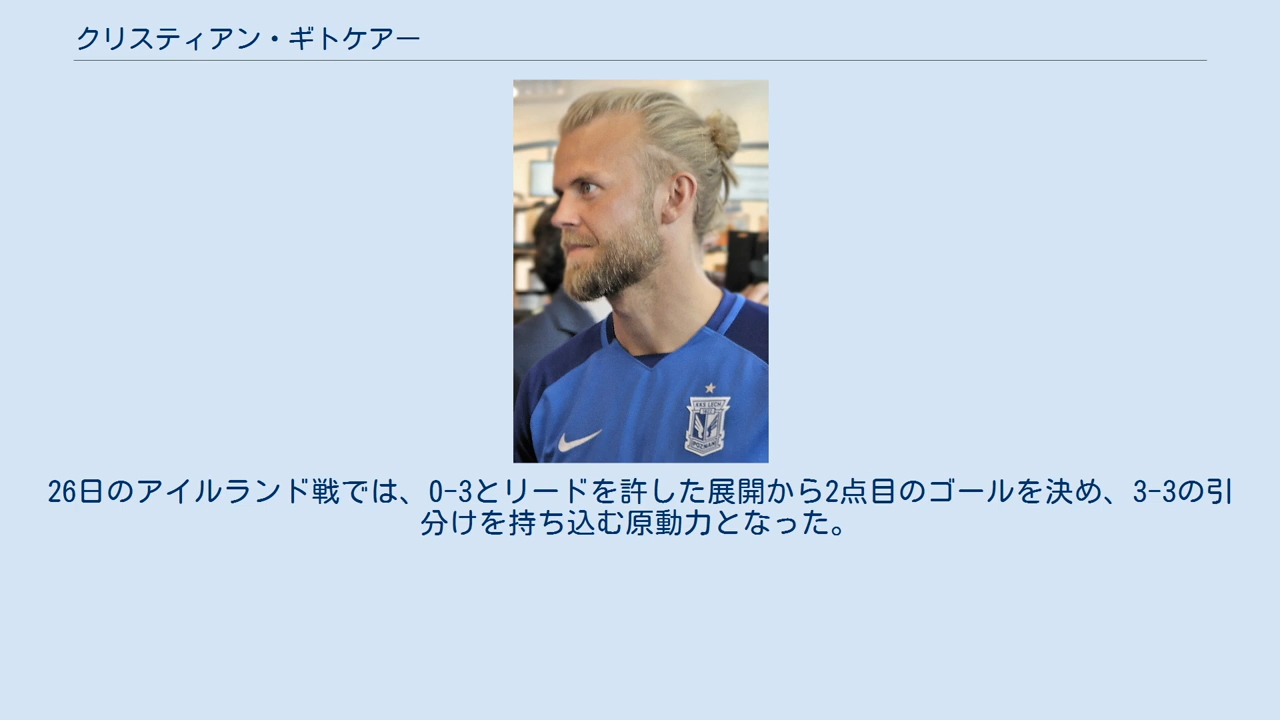 クリスティアン・ギトケアー
KKS LECH
POZNAŃ
26日のアイルランド戦では、0-3とリードを許した展開から2点目のゴールを決め、3-3の引
分けを持ち込む原動力となった。